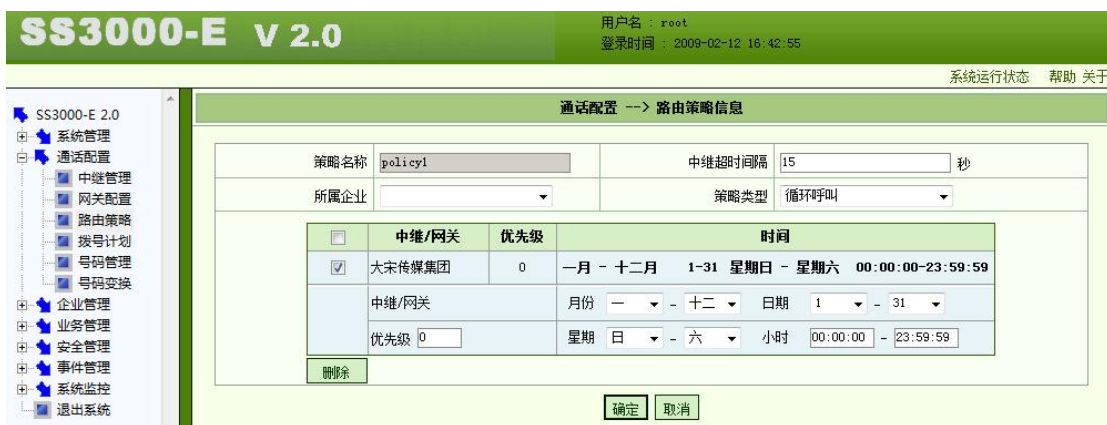 SS3000-E V 2.0
用户名 : root
登录时间 : 2009-02-12 16:42:55
系统运行状态 帮助 关于
SS3000-E 2.0
系统管理
通话配置
中继管理
网关配置
路由策略
拨号计划
号码管理
号码变换
企业管理
业务管理
安全管理
事件管理
系统监控
退出系统
通话配置 --> 路由策略信息
策略名称 policy1 中继超时间隔 15 秒
所属企业 策略类型 循环呼叫
中继/网关 优先级 时间
大宋传媒集团 0 一月 - 十二月 1-31 星期日 - 星期六 00:00:00-23:59:59
中继/网关 月份 一 - 十二 日期 1 - 31
优先级 0 星期 日 - 六 小时 00:00:00 - 23:59:59
删除
确定 取消